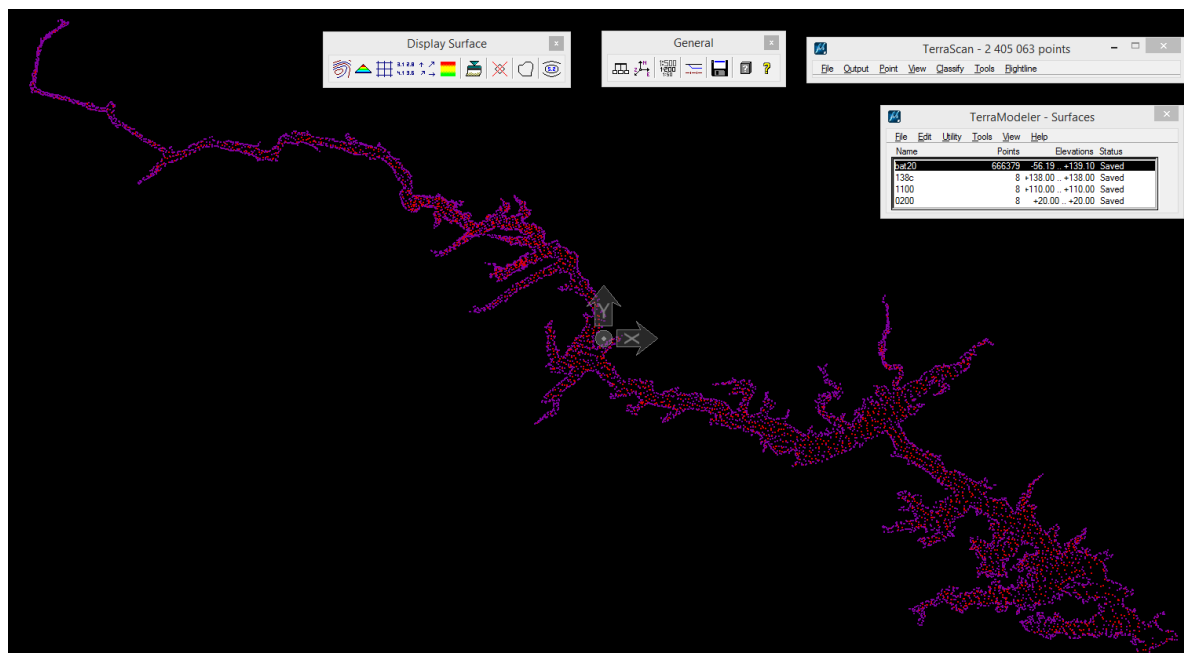 Display Surface
General
TerraScan - 2 405 063 points
File Output Point View Classify Tools Rightline
TerraModeler - Surfaces
File Edit Utility Tools View Help
Name Points Elevations Status
bat20 666379 -56.19 .. +139.10 Saved
138c 8 +138.00 .. +138.00 Saved
1100 8 +110.00 .. +110.00 Saved
0200 8 +20.00 .. +20.00 Saved
Y
X